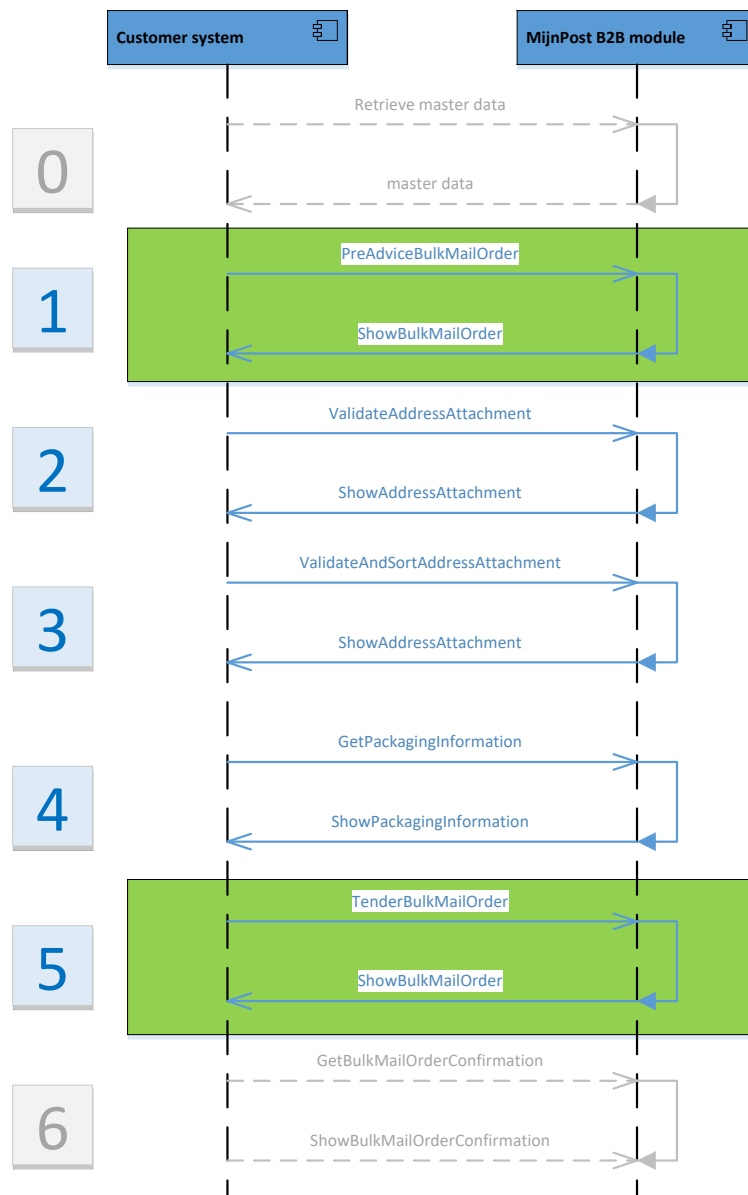 Customer system
MijnPost B2B module
Retrieve master data
0
master data
PreAdviceBulkMailOrder
1
ShowBulkMailOrder
ValidateAddressAttachment
2
ShowAddressAttachment
ValidateAndSortAddressAttachment
3
ShowAddressAttachment
GetPackagingInformation
4
ShowPackagingInformation
TenderBulkMailOrder
5
ShowBulkMailOrder
GetBulkMailOrderConfirmation
6
ShowBulkMailOrderConfirmation